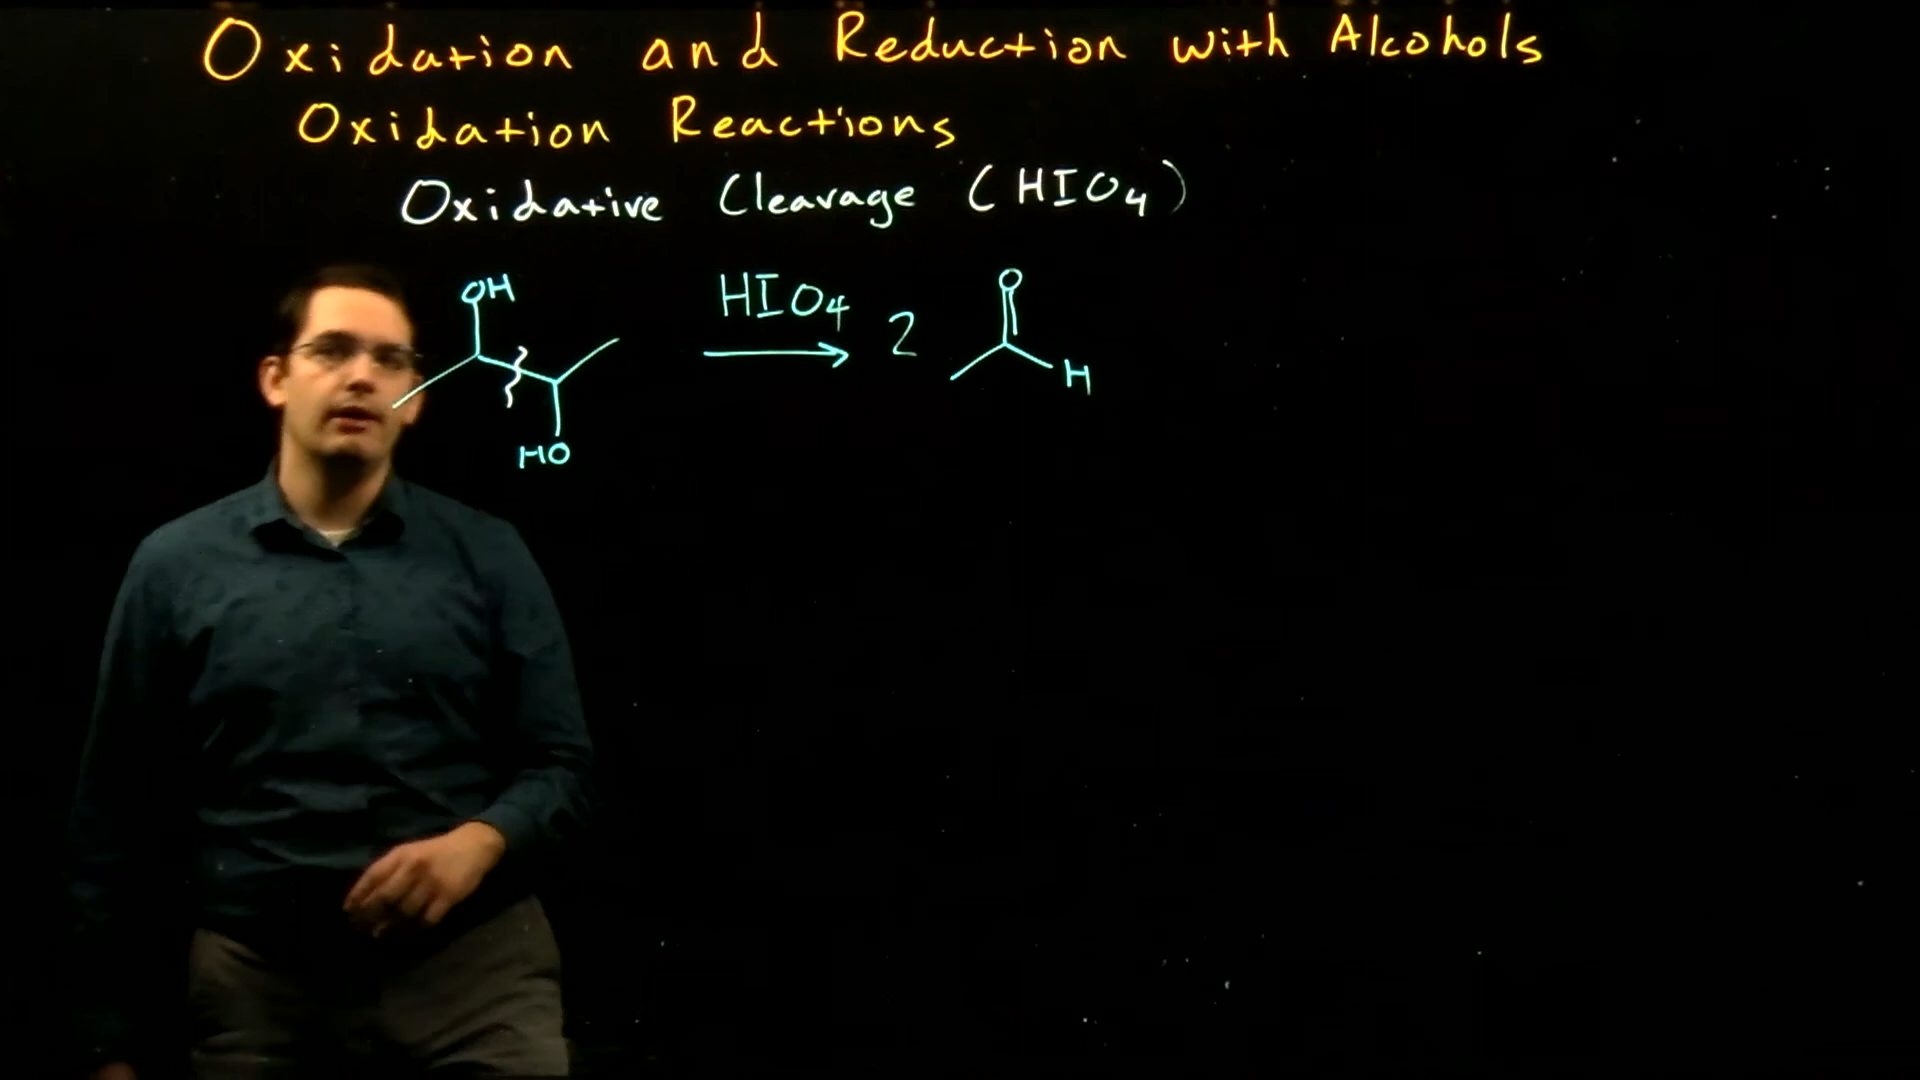 Oxidation and Reduction with Alcohols
Oxidation Reactions
Oxidative Cleavage (HIO4)
OH
HO
HIO4
2
O
H